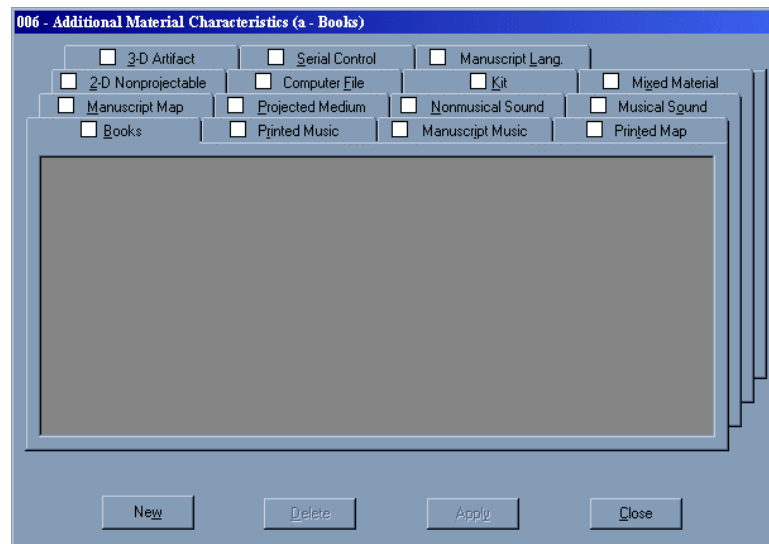 006 - Additional Material Characteristics (a - Books)
3-D Artifact Serial Control Manuscript Lang.
2-D Nonprojectable Computer File Kit Mixed Material
Manuscript Map Projected Medium Nonmusical Sound Musical Sound
Books Printed Music Manuscript Music Printed Map
New Delete Apply Close